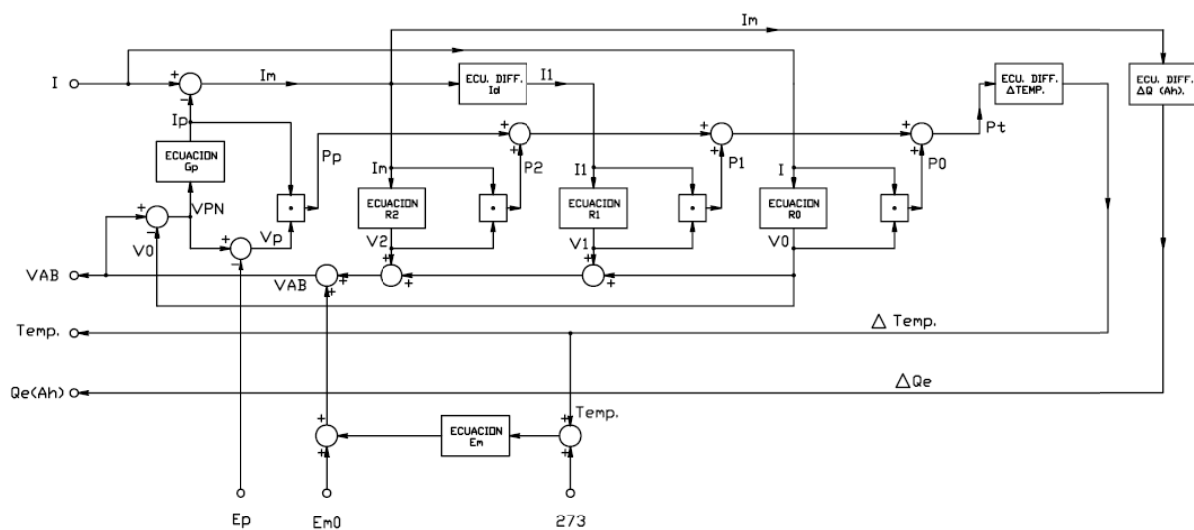 Im
I
Im
ECU. DIFF.
Id
I1
ECU. DIFF.
ΔTEMP.
ECU. DIFF.
ΔQ (Ah).
Ip
Pt
ECUACION
Gp
Pp
P2
P1
P0
Im
I1
I
ECUACION
R2
ECUACION
R1
ECUACION
R0
VPN
V0
Vp
V2
V1
V0
VAB
VAB
Temp.
Δ Temp.
Qe(Ah)
ΔQe
Temp.
ECUACION
Em
Ep
Em0
273